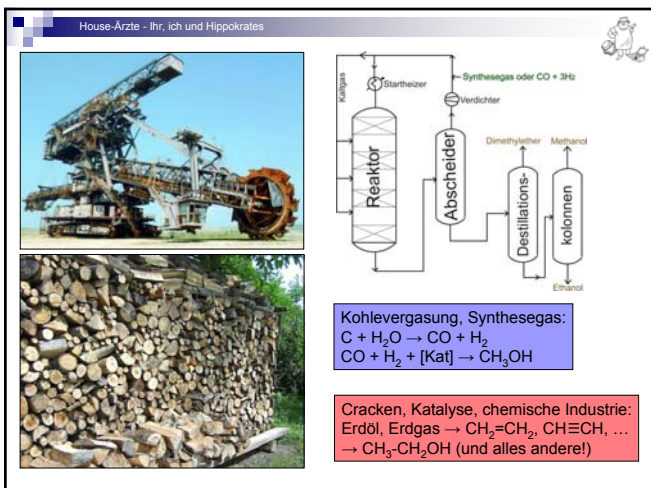 House-Ärzte - Ihr, ich und Hippokrates
Kaltgas
Startheizer
Synthesegas oder CO + 3Hz
Verdichter
Reaktor
Abscheider
Dimethylether
Methanol
Destillations-
kolonnen
Ethanol
Kohlevergasung, Synthesegas:
C + H₂O → CO + H₂
CO + H₂ + [Kat] → CH₃OH
Cracken, Katalyse, chemische Industrie:
Erdöl, Erdgas → CH₂=CH₂, CH≡CH, …
→ CH₃-CH₂OH (und alles andere!)